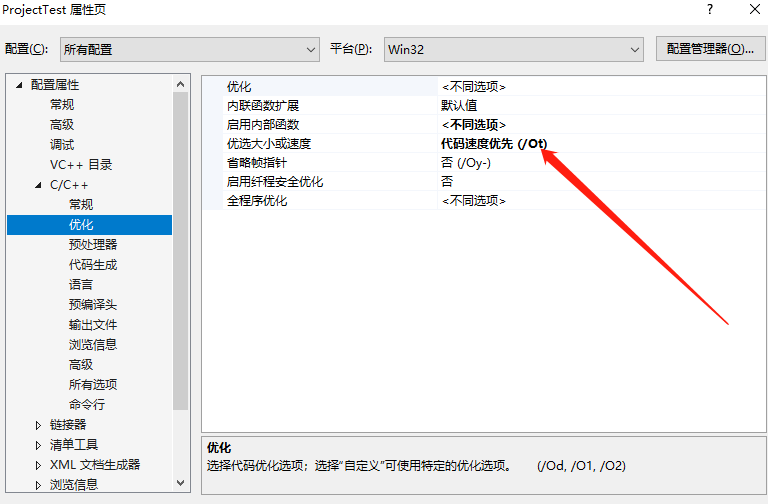 ProjectTest 属性页
配置(C): 所有配置 平台(P): Win32 配置管理器(O)...
配置属性
常规
高级
调试
VC++ 目录
C/C++
常规
优化
预处理器
代码生成
语言
预编译头
输出文件
浏览信息
高级
所有选项
命令行
链接器
清单工具
XML 文档生成器
浏览信息
优化 <不同选项>
内联函数扩展 默认值
启用内部函数 <不同选项>
优选大小或速度 代码速度优先 (/Ot)
省略帧指针 否 (/Oy-)
启用纤程安全优化 否
全程序优化 <不同选项>
优化
选择代码优化选项；选择“自定义”可使用特定的优化选项。 (/Od, /O1, /O2)